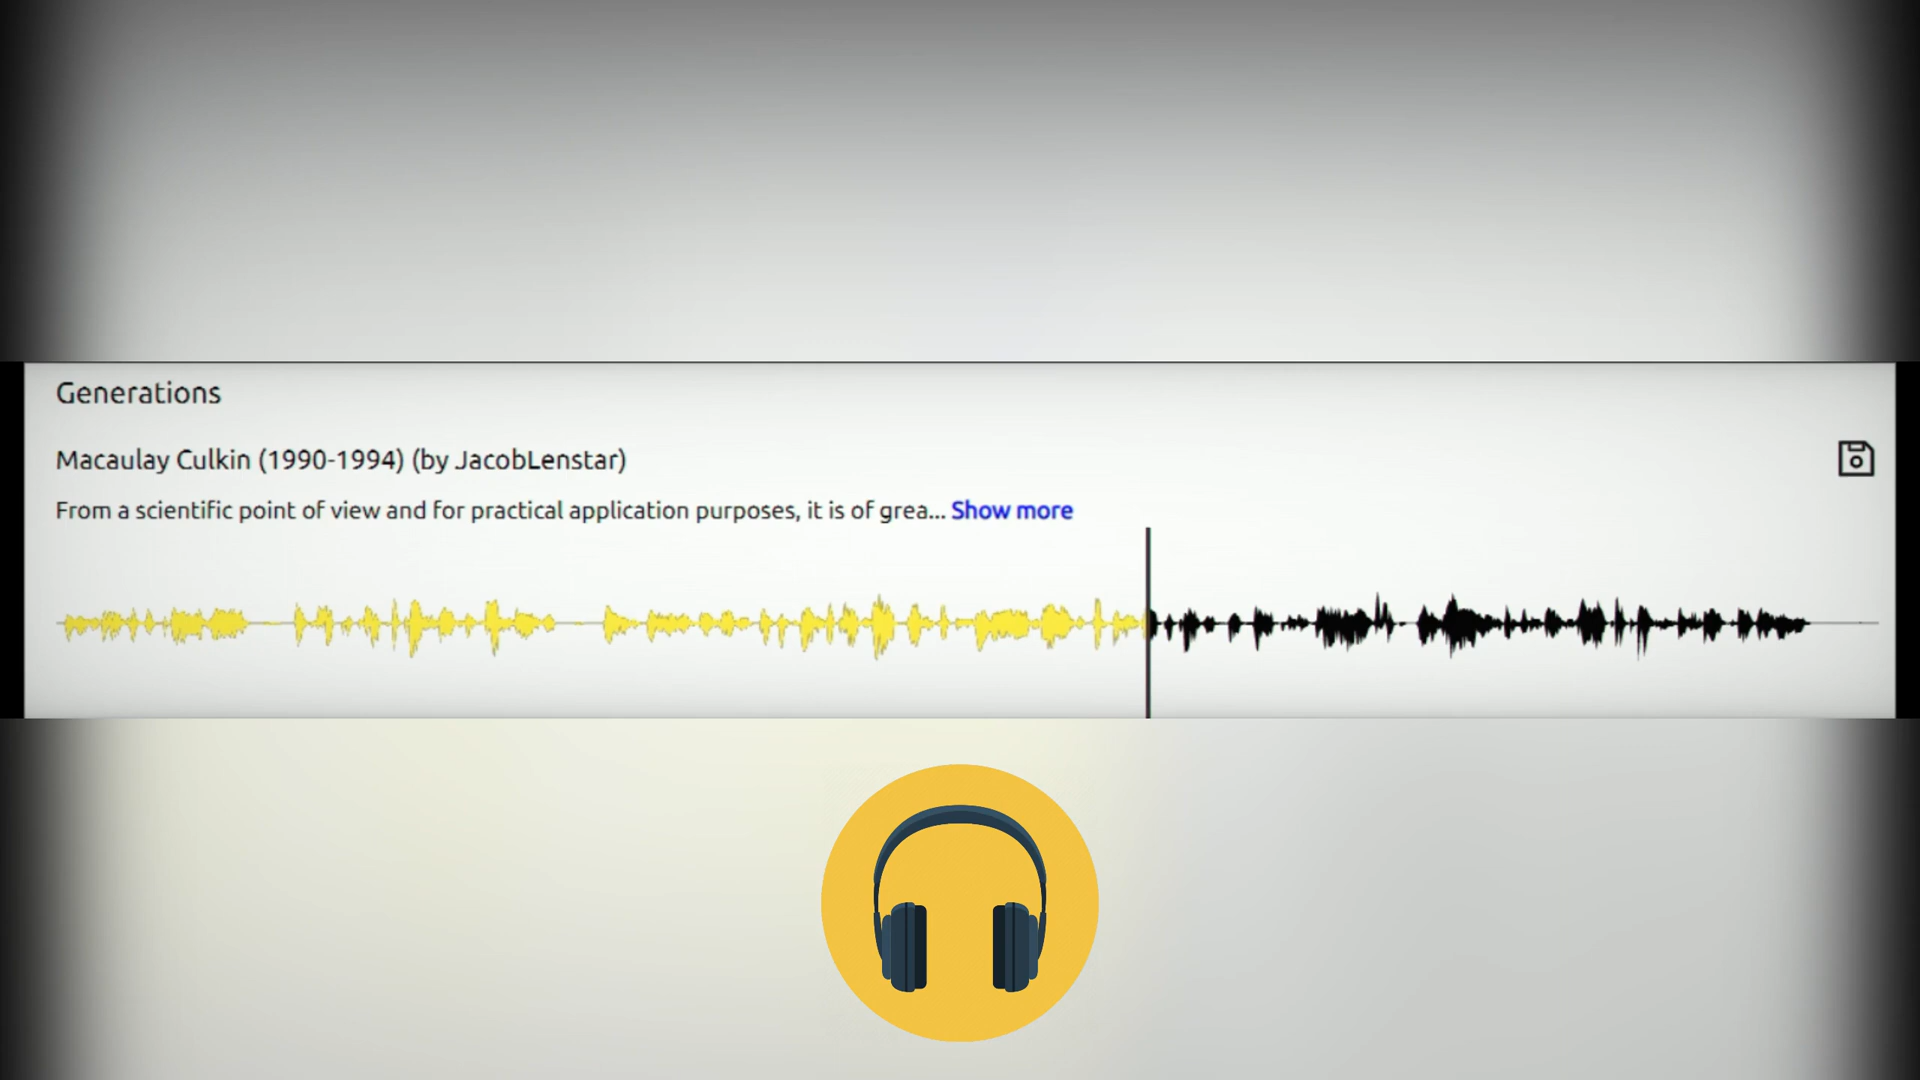 Generations
Macaulay Culkin (1990-1994) (by JacobLenstar)
From a scientific point of view and for practical application purposes, it is of grea... Show more